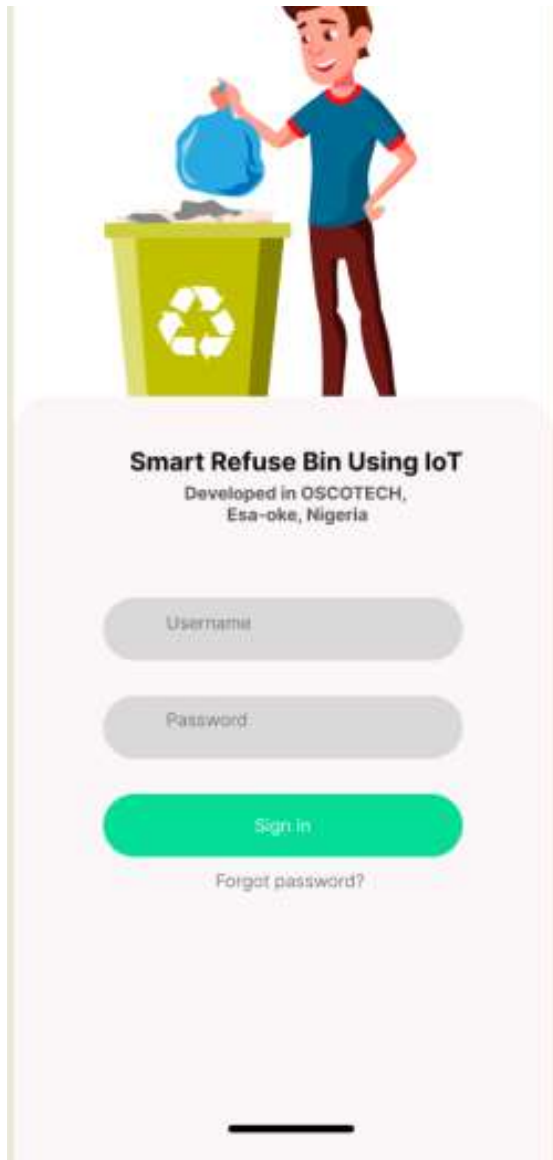 Smart Refuse Bin Using IoT
Developed in OSCOTECH,
Esa-oke, Nigeria
Username
Password
Sign in
Forgot password?